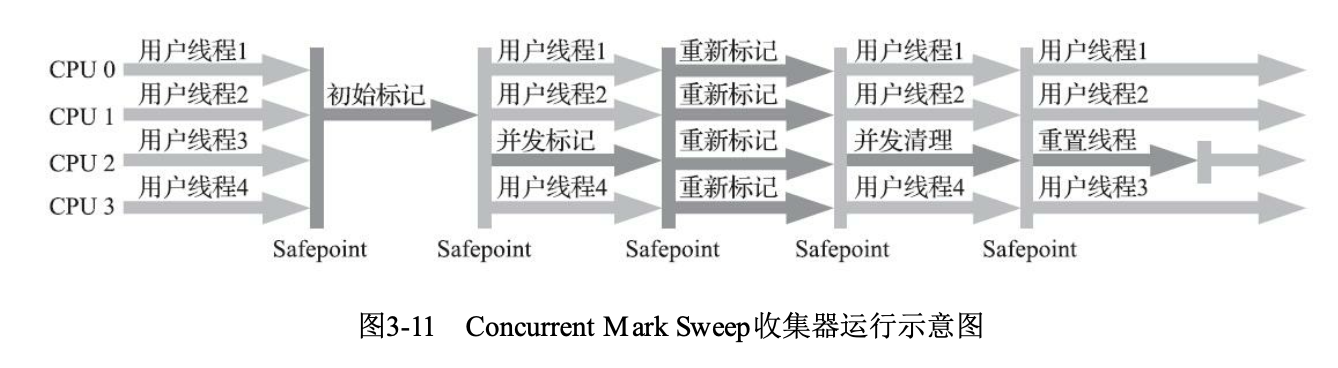 用户线程1 用户线程1 重新标记 用户线程1 用户线程1
CPU 0
用户线程2 初始标记 用户线程2 重新标记 用户线程2 用户线程2
CPU 1
用户线程3 并发标记 重新标记 并发清理 重置线程
CPU 2
用户线程4 用户线程4 重新标记 用户线程4 用户线程3
CPU 3
Safepoint Safepoint Safepoint Safepoint Safepoint
图3-11 Concurrent Mark Sweep收集器运行示意图